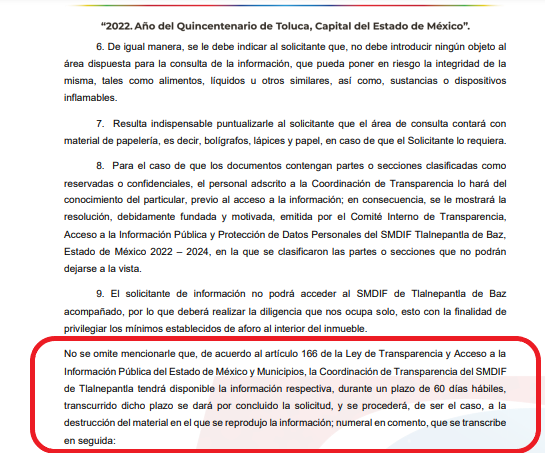 “2022. Año del Quincentenario de Toluca, Capital del Estado de México”.
6. De igual manera, se le debe indicar al solicitante que, no debe introducir ningún objeto al
área dispuesta para la consulta de la información, que pueda poner en riesgo la integridad de la
misma, tales como alimentos, líquidos u otros similares, así como, sustancias o dispositivos
inflamables.
7. Resulta indispensable puntualizarle al solicitante que el área de consulta contará con
material de papelería, es decir, bolígrafos, lápices y papel, en caso de que el Solicitante lo requiera.
8. Para el caso de que los documentos contengan partes o secciones clasificadas como
reservadas o confidenciales, el personal adscrito a la Coordinación de Transparencia lo hará del
conocimiento del particular, previo al acceso a la información; en consecuencia, se le mostrará la
resolución, debidamente fundada y motivada, emitida por el Comité Interno de Transparencia,
Acceso a la Información Pública y Protección de Datos Personales del SMDIF Tlalnepantla de Baz,
Estado de México 2022 – 2024, en la que se clasificaron las partes o secciones que no podrán
dejarse a la vista.
9. El solicitante de información no podrá acceder al SMDIF de Tlalnepantla de Baz
acompañado, por lo que deberá realizar la diligencia que nos ocupa solo, esto con la finalidad de
privilegiar los mínimos establecidos de aforo al interior del inmueble.
No se omite mencionarle que, de acuerdo al artículo 166 de la Ley de Transparencia y Acceso a la
Información Pública del Estado de México y Municipios, la Coordinación de Transparencia del SMDIF
de Tlalnepantla tendrá disponible la información respectiva, durante un plazo de 60 días hábiles,
transcurrido dicho plazo se dará por concluido la solicitud, y se procederá, de ser el caso, a la
destrucción del material en el que se reprodujo la información; numeral en comento, que se transcribe
en seguida: